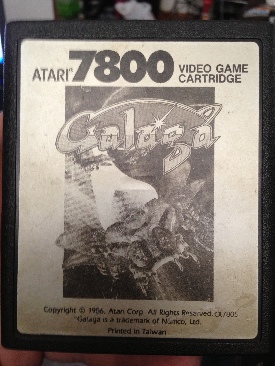 ATARI 7800 VIDEO GAME
CARTRIDGE
Galaga
Copyright © 1986, Atari Corp. All Rights Reserved. CX7805
Galaga is a trademark of Namco, Ltd.
Printed in Taiwan